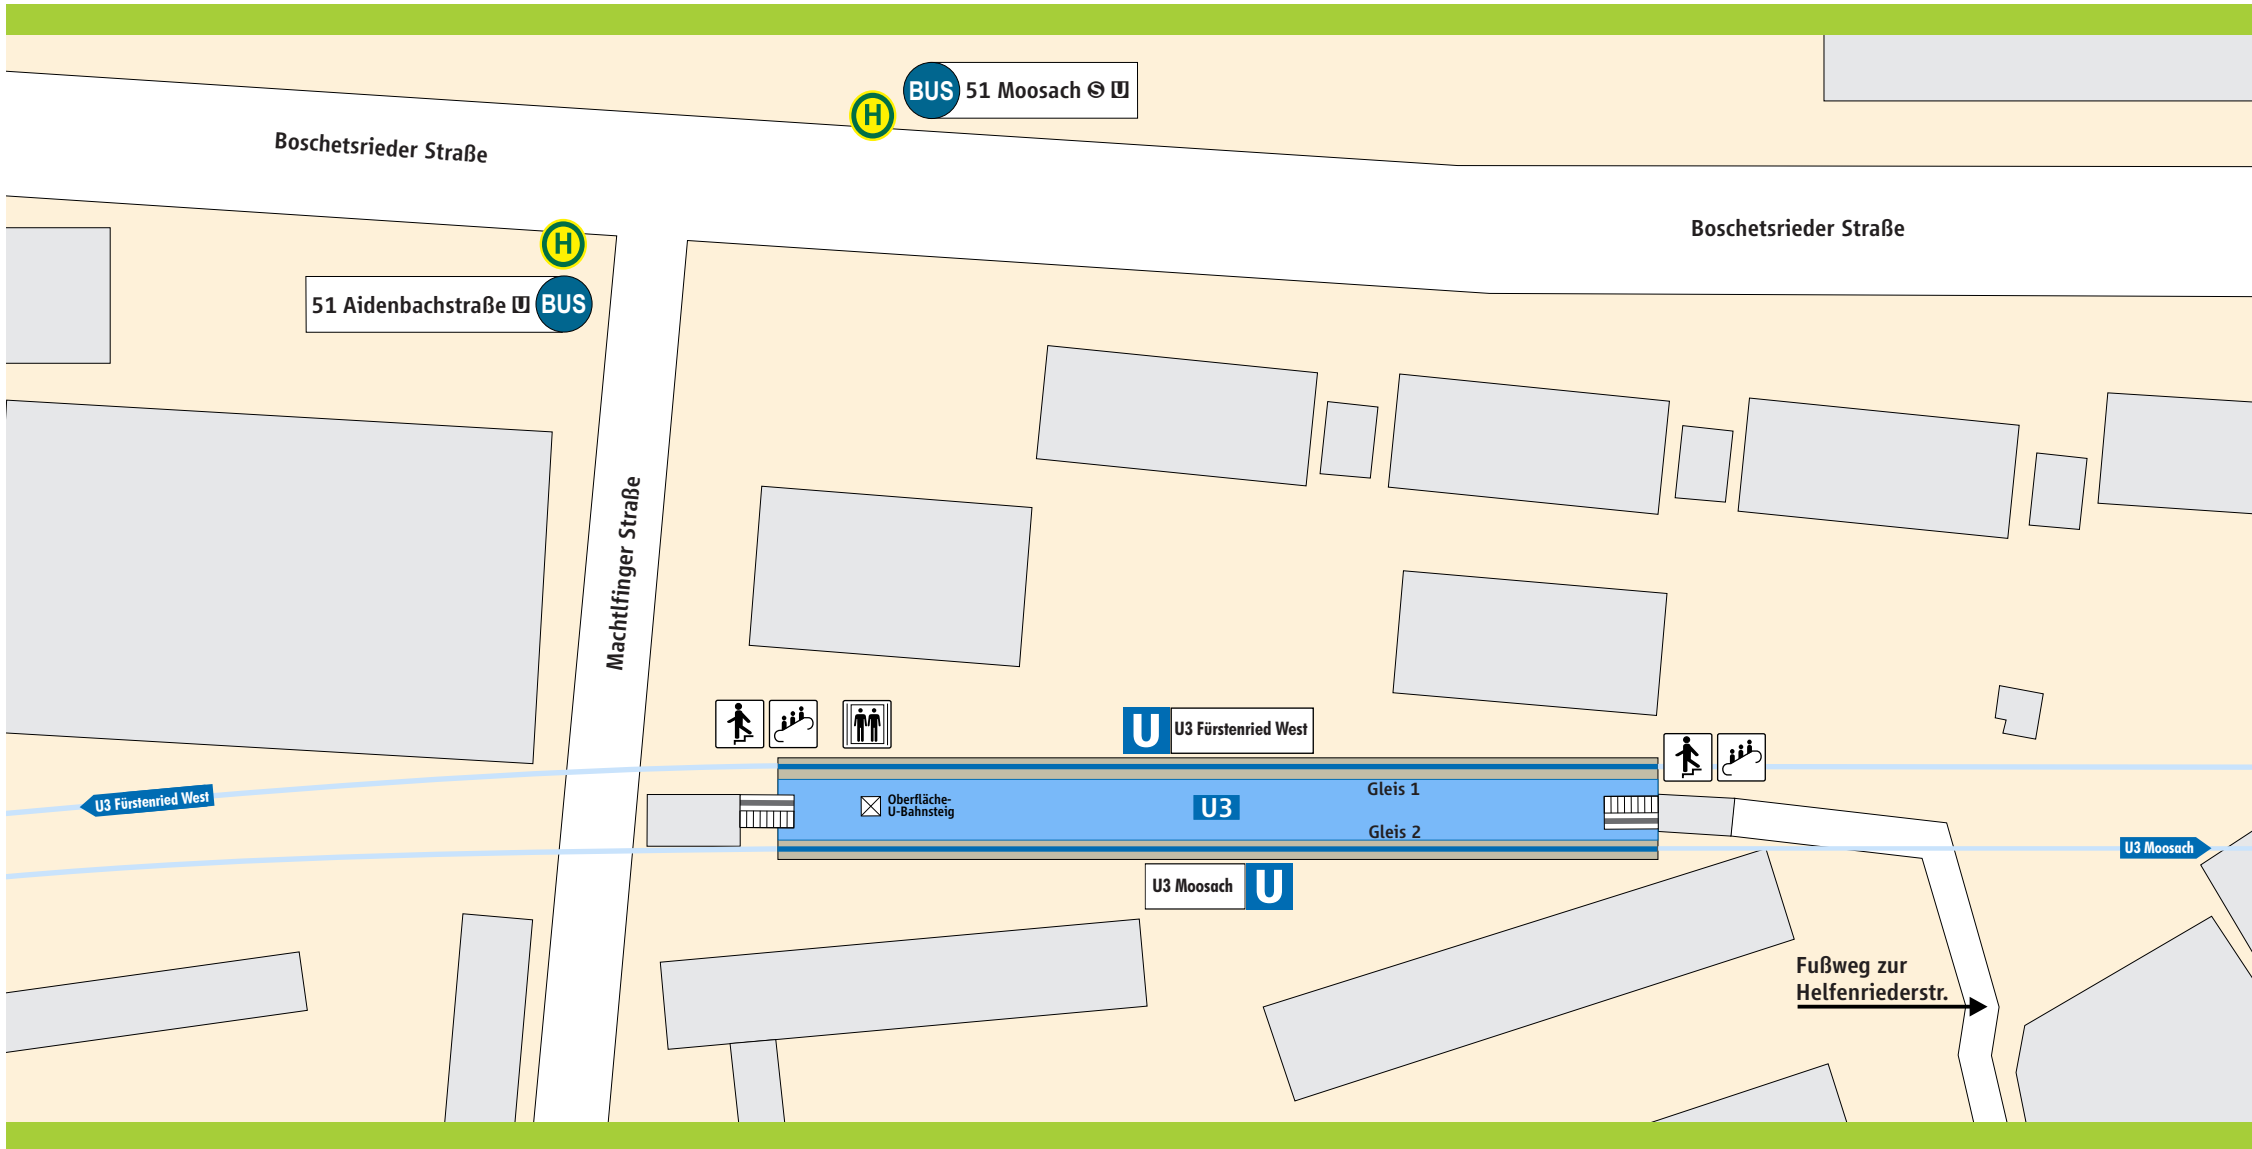 BUS 51 Moosach S U
H
Boschetsrieder Straße
Boschetsrieder Straße
H
51 Aidenbachstraße U BUS
Machtlfinger Straße
U U3 Fürstenried West
U3 Fürstenried West
Gleis 1
Oberfläche-
U-Bahnsteig
U3
Gleis 2
U3 Moosach
U3 Moosach U
Fußweg zur
Helfenriederstr.